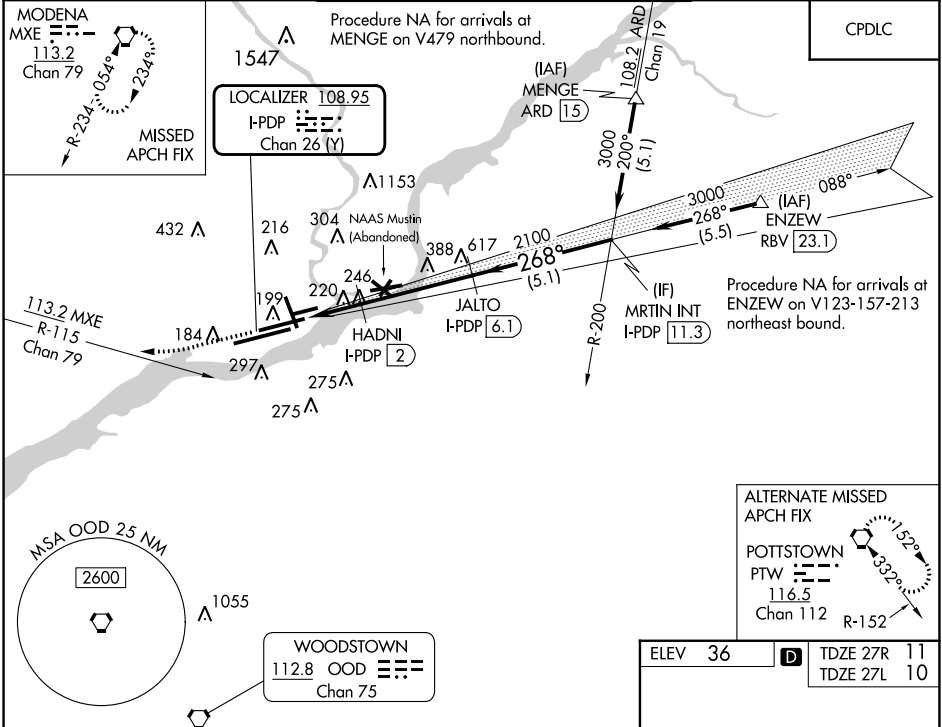 MODENA
MXE
113.2
Chan 79
054°
234°
R-234
MISSED
APCH FIX
1547
Procedure NA for arrivals at
MENGE on V479 northbound.
108.2 ARD
Chan 19
CPDLC
LOCALIZER 108.95
I-PDP
Chan 26 (Y)
(IAF)
MENGE
ARD 15
3000
200°
(5.1)
1153
432
216
304
NAAS Mustin
(Abandoned)
388
617
2100
268°
(5.1)
3000
268°
(5.5)
088°
(IAF)
ENZEW
RBV 23.1
199
220
246
JALTO
I-PDP 6.1
HADNI
I-PDP 2
(IF)
MRTIN INT
I-PDP 11.3
R-200
Procedure NA for arrivals at
ENZEW on V123-157-213
northeast bound.
113.2 MXE
R-115
Chan 79
184
297
275
275
MSA OOD 25 NM
2600
1055
WOODSTOWN
112.8 OOD
Chan 75
ALTERNATE MISSED
APCH FIX
POTTSTOWN
PTW
116.5
Chan 112
152°
332°
R-152
ELEV 36
D
TDZE 27R 11
TDZE 27L 10